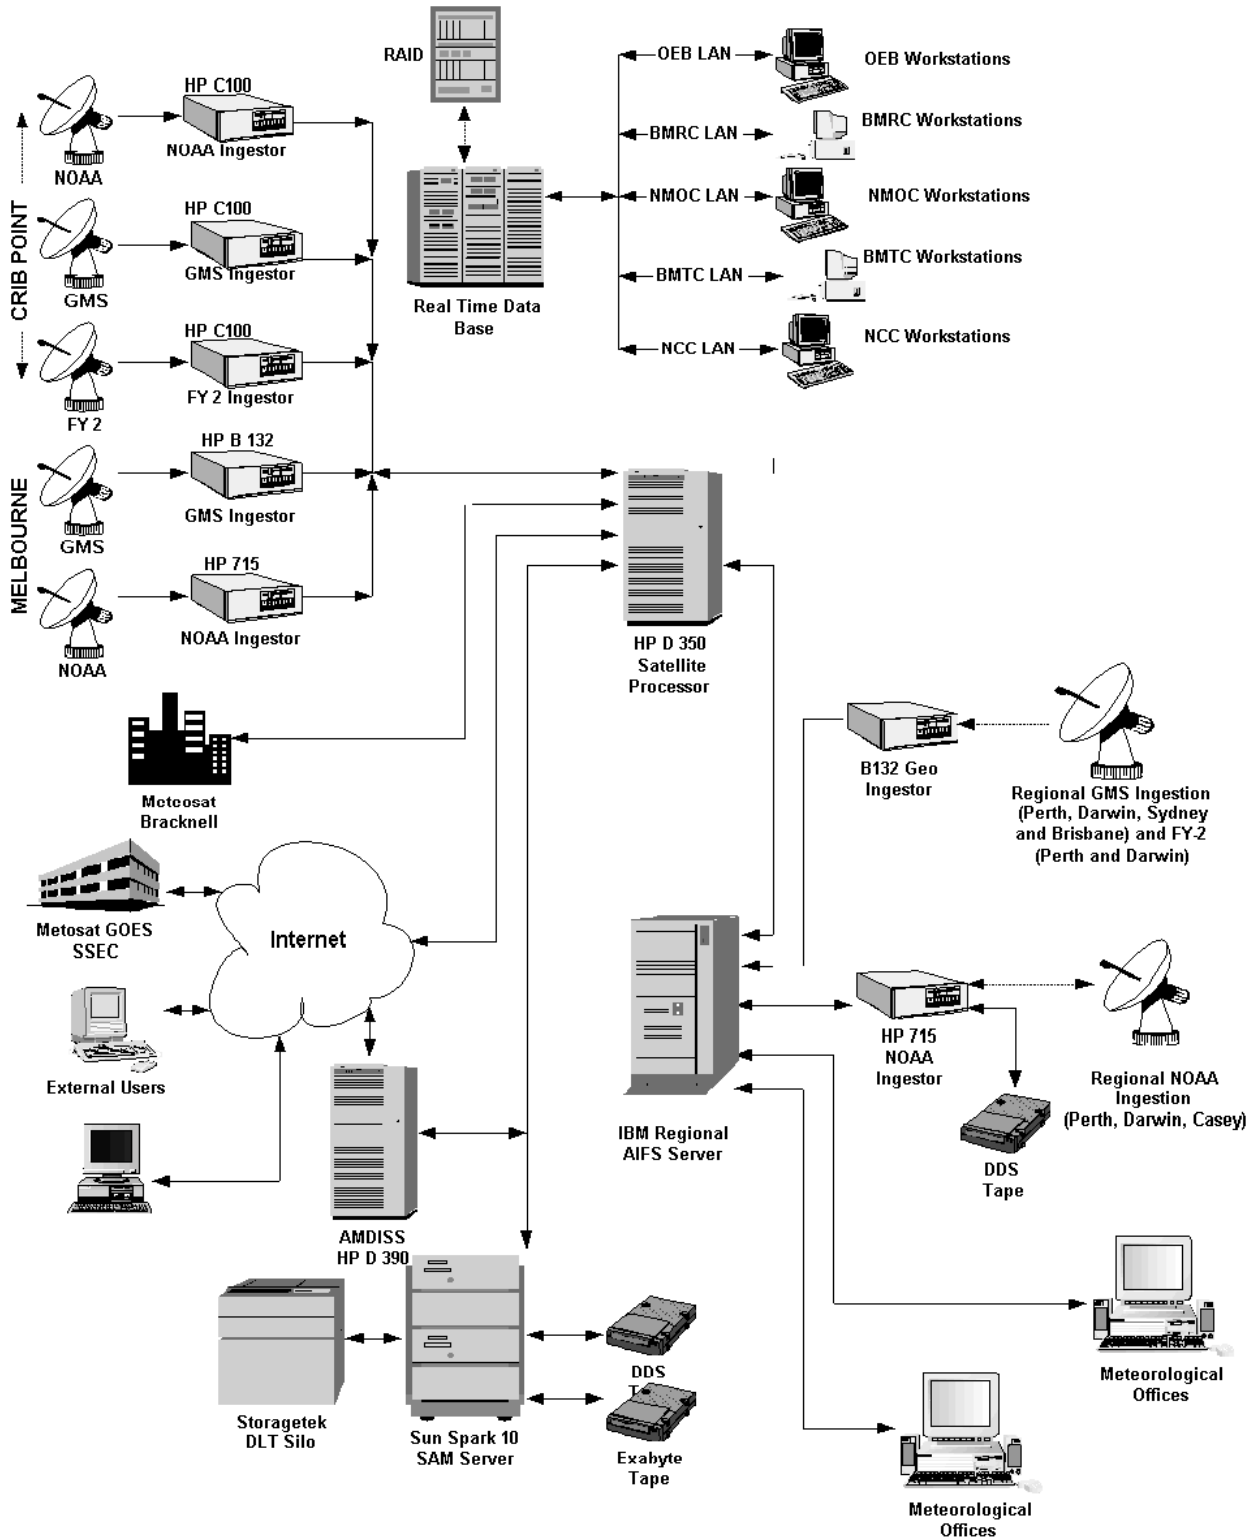 RAID
HP C100
NOAA Ingestor
NOAA
HP C100
GMS Ingestor
GMS
HP C100
FY 2 Ingestor
FY 2
CRIB POINT
HP B 132
GMS Ingestor
GMS
HP 715
NOAA Ingestor
NOAA
MELBOURNE
Real Time Data
Base
OEB LAN
OEB Workstations
BMRC LAN
BMRC Workstations
NMOC LAN
NMOC Workstations
BMTC LAN
BMTC Workstations
NCC LAN
NCC Workstations
HP D 350
Satellite
Processor
Meteosat
Bracknell
B132 Geo
Ingestor
Regional GMS Ingestion
(Perth, Darwin, Sydney
and Brisbane) and FY-2
(Perth and Darwin)
Metosat GOES
SSEC
Internet
External Users
HP 715
NOAA
Ingestor
Regional NOAA
Ingestion
(Perth, Darwin, Casey)
IBM Regional
AIFS Server
DDS
Tape
AMDISS
HP D 390
Storagetek
DLT Silo
Sun Spark 10
SAM Server
DDS
Exabyte
Tape
Meteorological
Offices
Meteorological
Offices